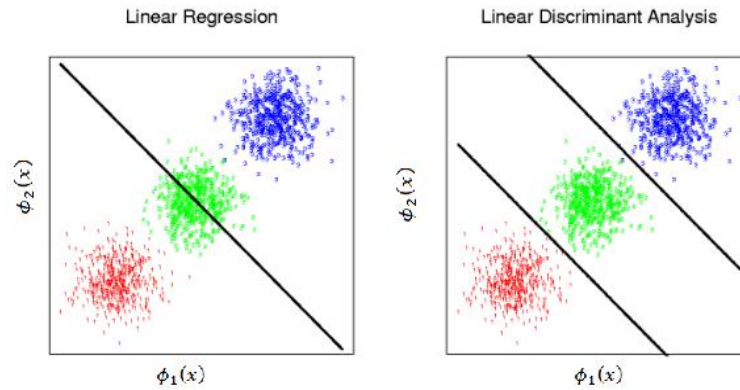 Linear Regression
Linear Discriminant Analysis
ϕ₂(x)
ϕ₁(x)
ϕ₂(x)
ϕ₁(x)